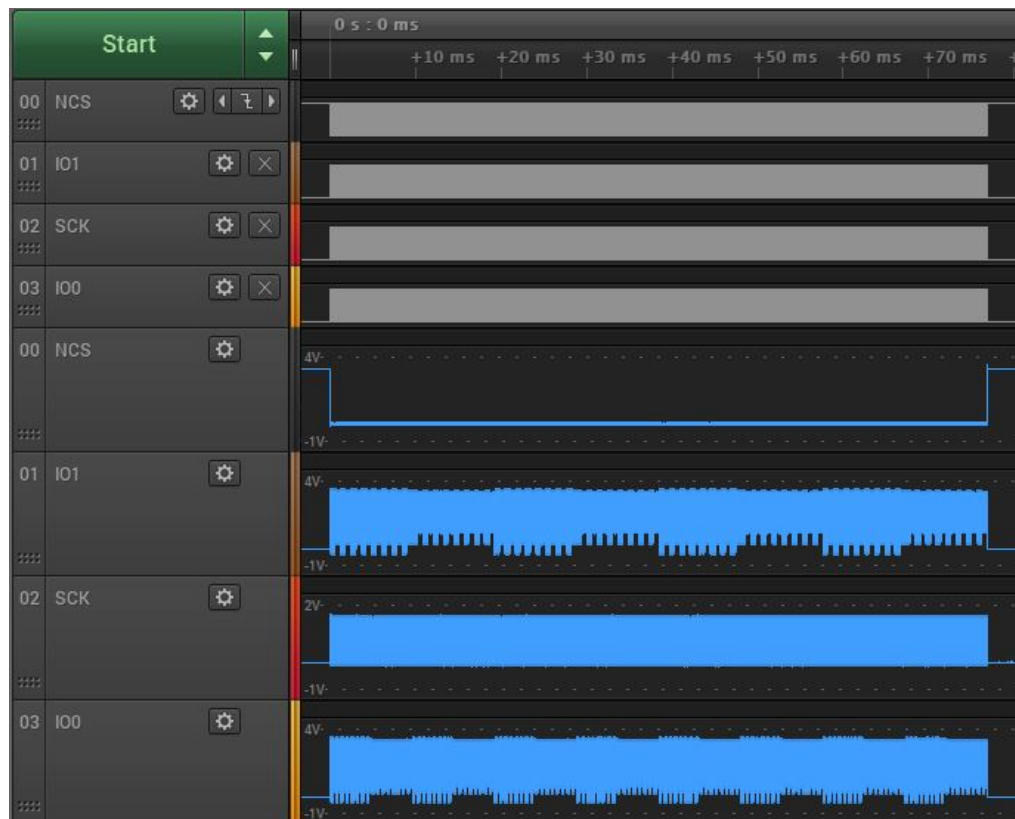 Start
0 s : 0 ms
+10 ms +20 ms +30 ms +40 ms +50 ms +60 ms +70 ms
00 NCS
01 IO1
02 SCK
03 IO0
00 NCS
4V
-1V
01 IO1
4V
-1V
02 SCK
2V
-1V
03 IO0
4V
-1V